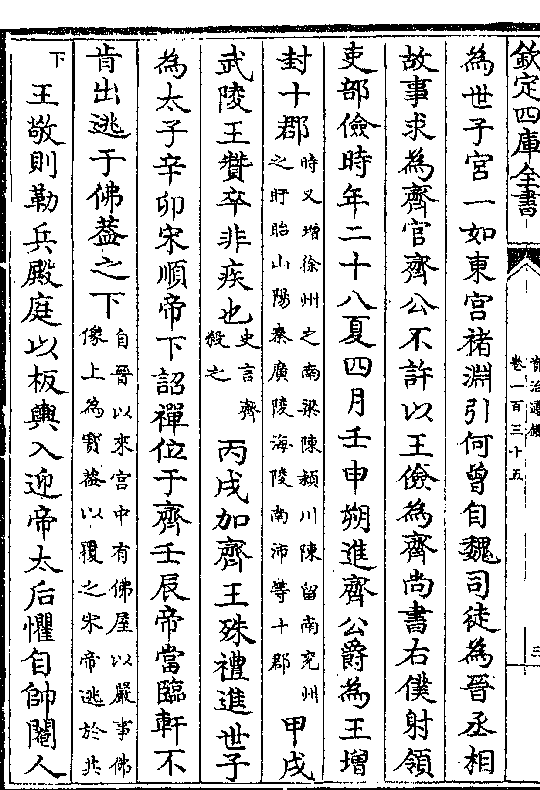 欽定四庫全書
資治通鑑
卷一百三十五
三
為世子宮一如東宮褚淵引何曾自魏司徒為晉丞相
故事求為齊官齊公不許以王儉為齊尚書右僕射領
吏部儉時年二十八夏四月壬申朔進齊公爵為王增
封十郡
時又增徐州之南梁陳潁川陳留南兖州
之盱眙山陽秦廣陵海陵南沛等十郡
甲戌
武陵王贊卒非疾也
史言齊
殺之
丙戌加齊王殊禮進世子
為太子辛卯宋順帝下詔禪位于齊壬辰帝當臨軒不
肯出逃于佛葢之下
自晉以來宮中有佛屋以嚴事佛
像上為寶葢以覆之宋帝逃於其
下
王敬則勒兵殿庭以板輿入迎帝太后懼自帥閹人